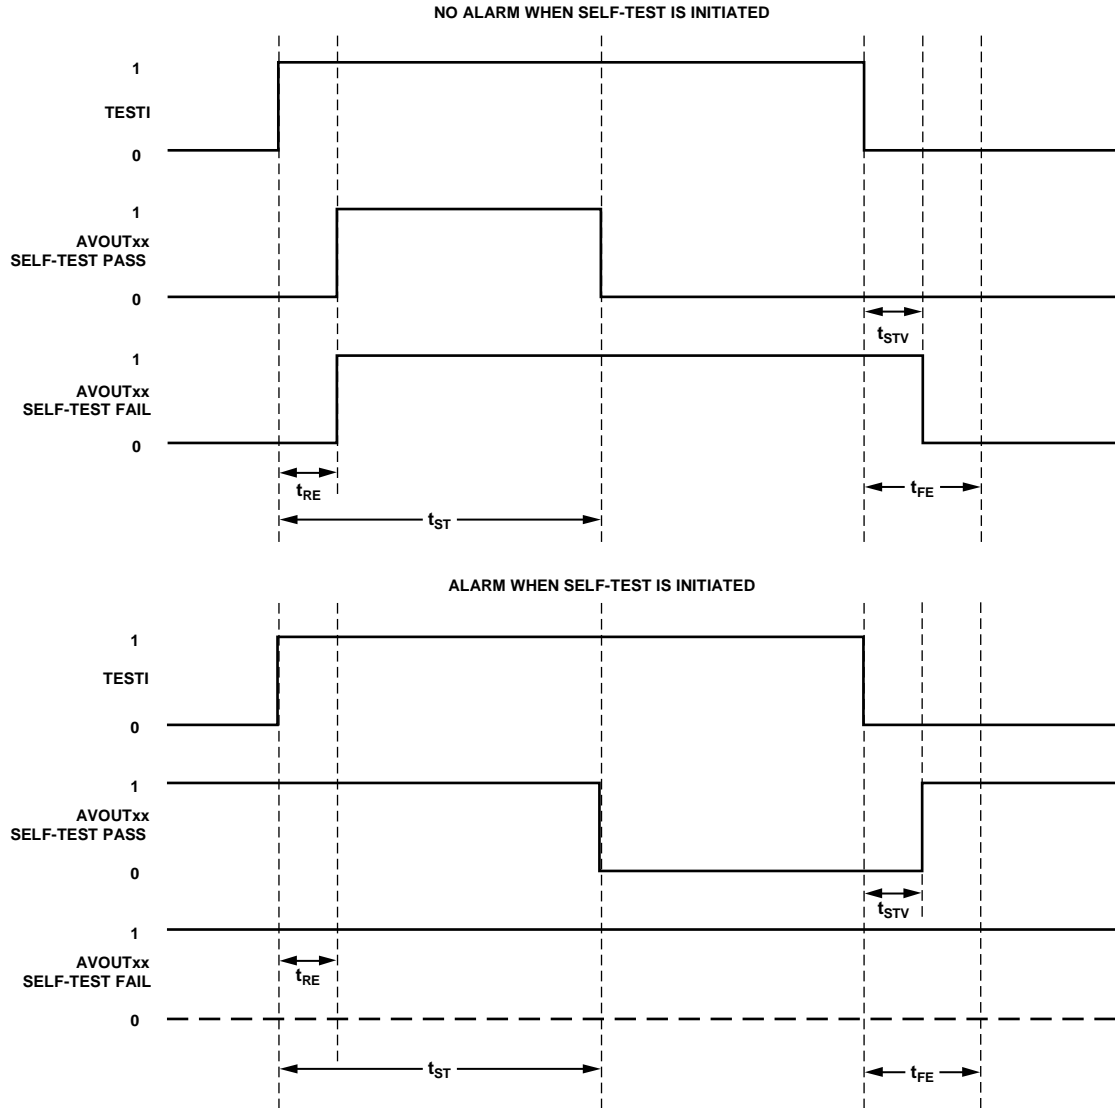 NO ALARM WHEN SELF-TEST IS INITIATED
1
TESTI
0
1
AVOUTxx
SELF-TEST PASS
0
tSTV
1
AVOUTxx
SELF-TEST FAIL
0
tRE
tFE
tST
ALARM WHEN SELF-TEST IS INITIATED
1
TESTI
0
1
AVOUTxx
SELF-TEST PASS
0
tSTV
1
AVOUTxx
SELF-TEST FAIL
tRE
0
tST
tFE